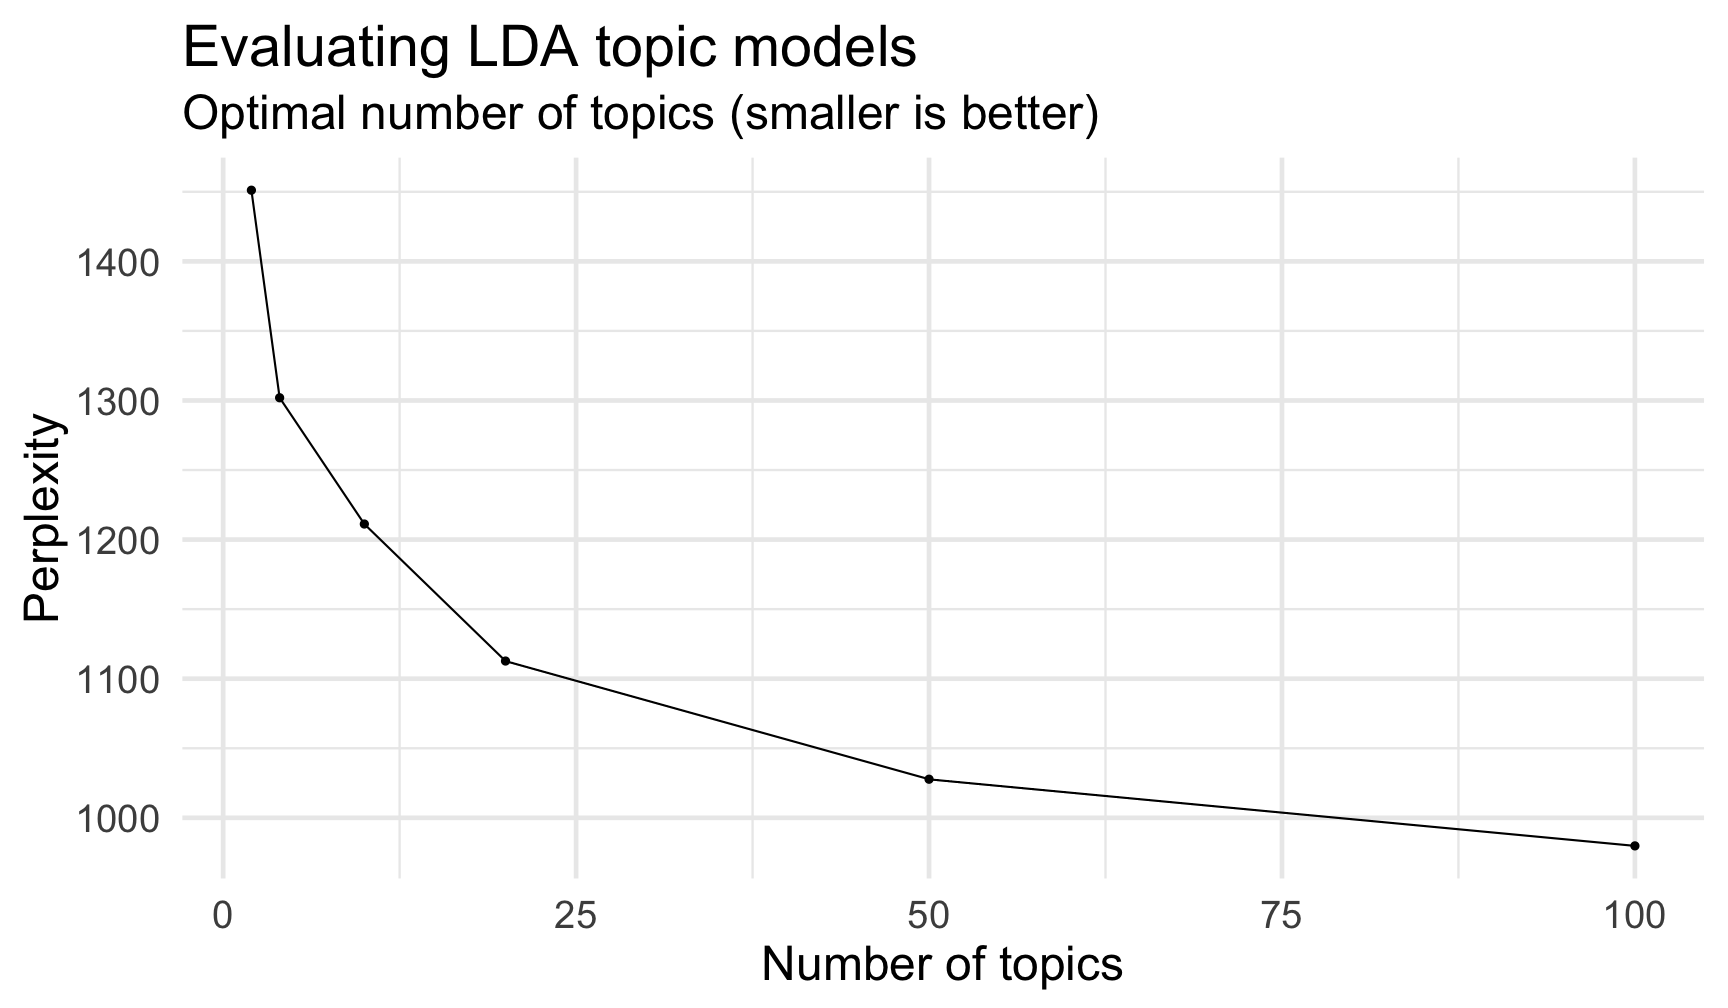 Evaluating LDA topic models
Optimal number of topics (smaller is better)
1400
1300
1200
1100
1000
Perplexity
0 25 50 75 100
Number of topics